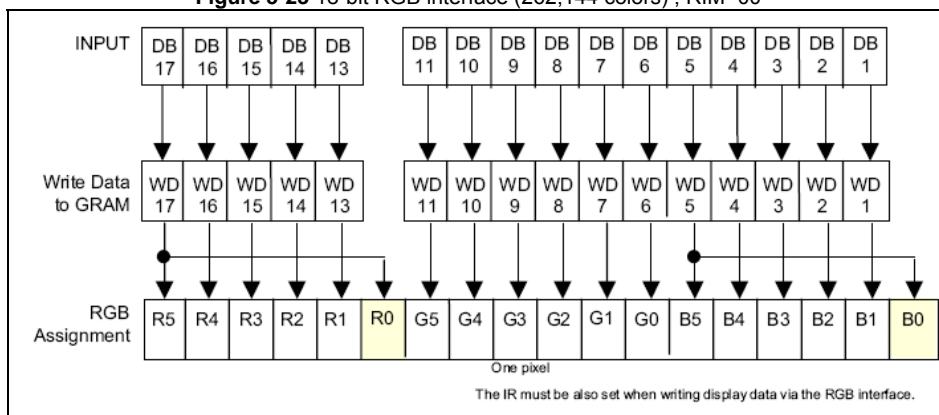 Figure 5-23 18-bit RGB interface (262,144 colors) , RIM=00
INPUT DB DB DB DB DB DB DB DB DB DB DB DB DB DB DB DB
17 16 15 14 13 11 10 9 8 7 6 5 4 3 2 1
Write Data WD WD WD WD WD WD WD WD WD WD WD WD WD WD WD WD
to GRAM 17 16 15 14 13 11 10 9 8 7 6 5 4 3 2 1
RGB R5 R4 R3 R2 R1 R0 G5 G4 G3 G2 G1 G0 B5 B4 B3 B2 B1 B0
Assignment
One pixel
The IR must be also set when writing display data via the RGB interface.